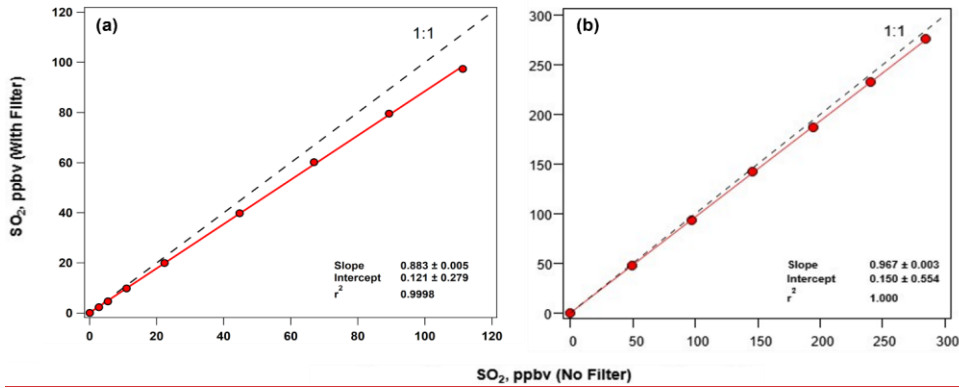 (a)
1:1
120
100
80
60
40
20
0
0 20 40 60 80 100 120
SO2, ppbv (With Filter)
Slope 0.883 ± 0.005
Intercept 0.121 ± 0.279
r2 0.9998
(b)
1:1
300
250
200
150
100
50
0
0 50 100 150 200 250 300
Slope 0.967 ± 0.003
Intercept 0.150 ± 0.554
r2 1.000
SO2, ppbv (No Filter)